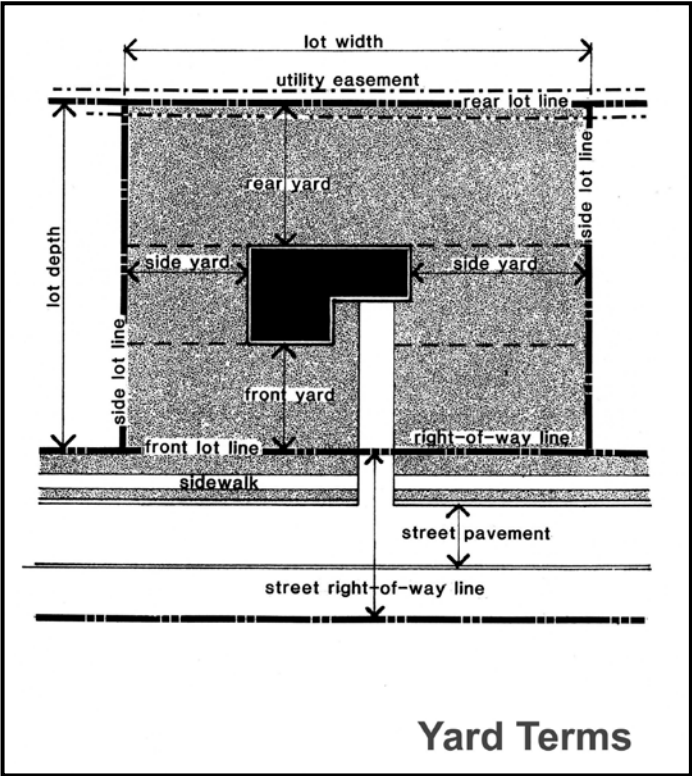 lot width
utility easement
rear lot line
side lot line
rear yard
lot depth
side yard
side yard
side lot line
front yard
front lot line
right-of-way line
sidewalk
street pavement
street right-of-way line
Yard Terms